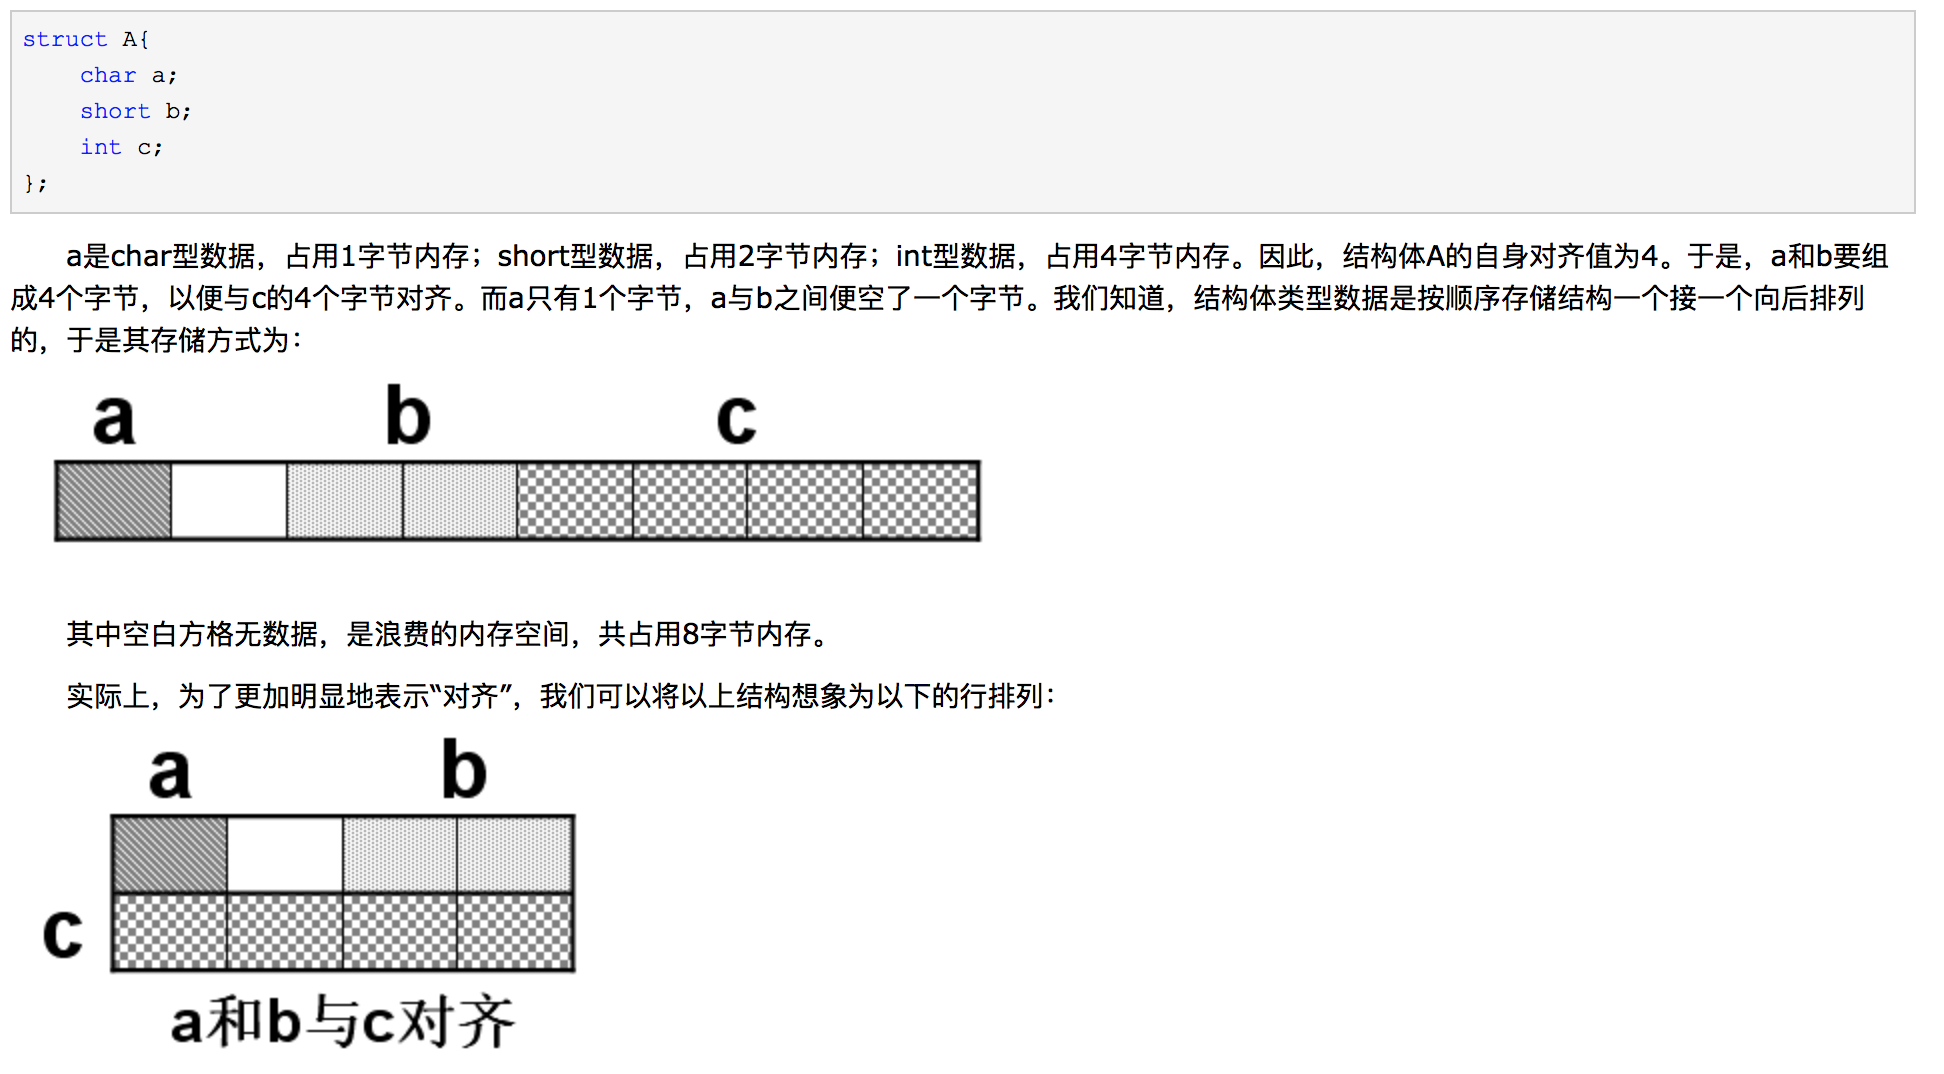 struct A{
    char a;
    short b;
    int c;
};
a是char型数据，占用1字节内存；short型数据，占用2字节内存；int型数据，占用4字节内存。因此，结构体A的自身对齐值为4。于是，a和b要组
成4个字节，以便与c的4个字节对齐。而a只有1个字节，a与b之间便空了一个字节。我们知道，结构体类型数据是按顺序存储结构一个接一个向后排列
的，于是其存储方式为：
a b c
其中空白方格无数据，是浪费的内存空间，共占用8字节内存。
实际上，为了更加明显地表示“对齐”，我们可以将以上结构想象为以下的行排列：
a b
c
a和b与c对齐